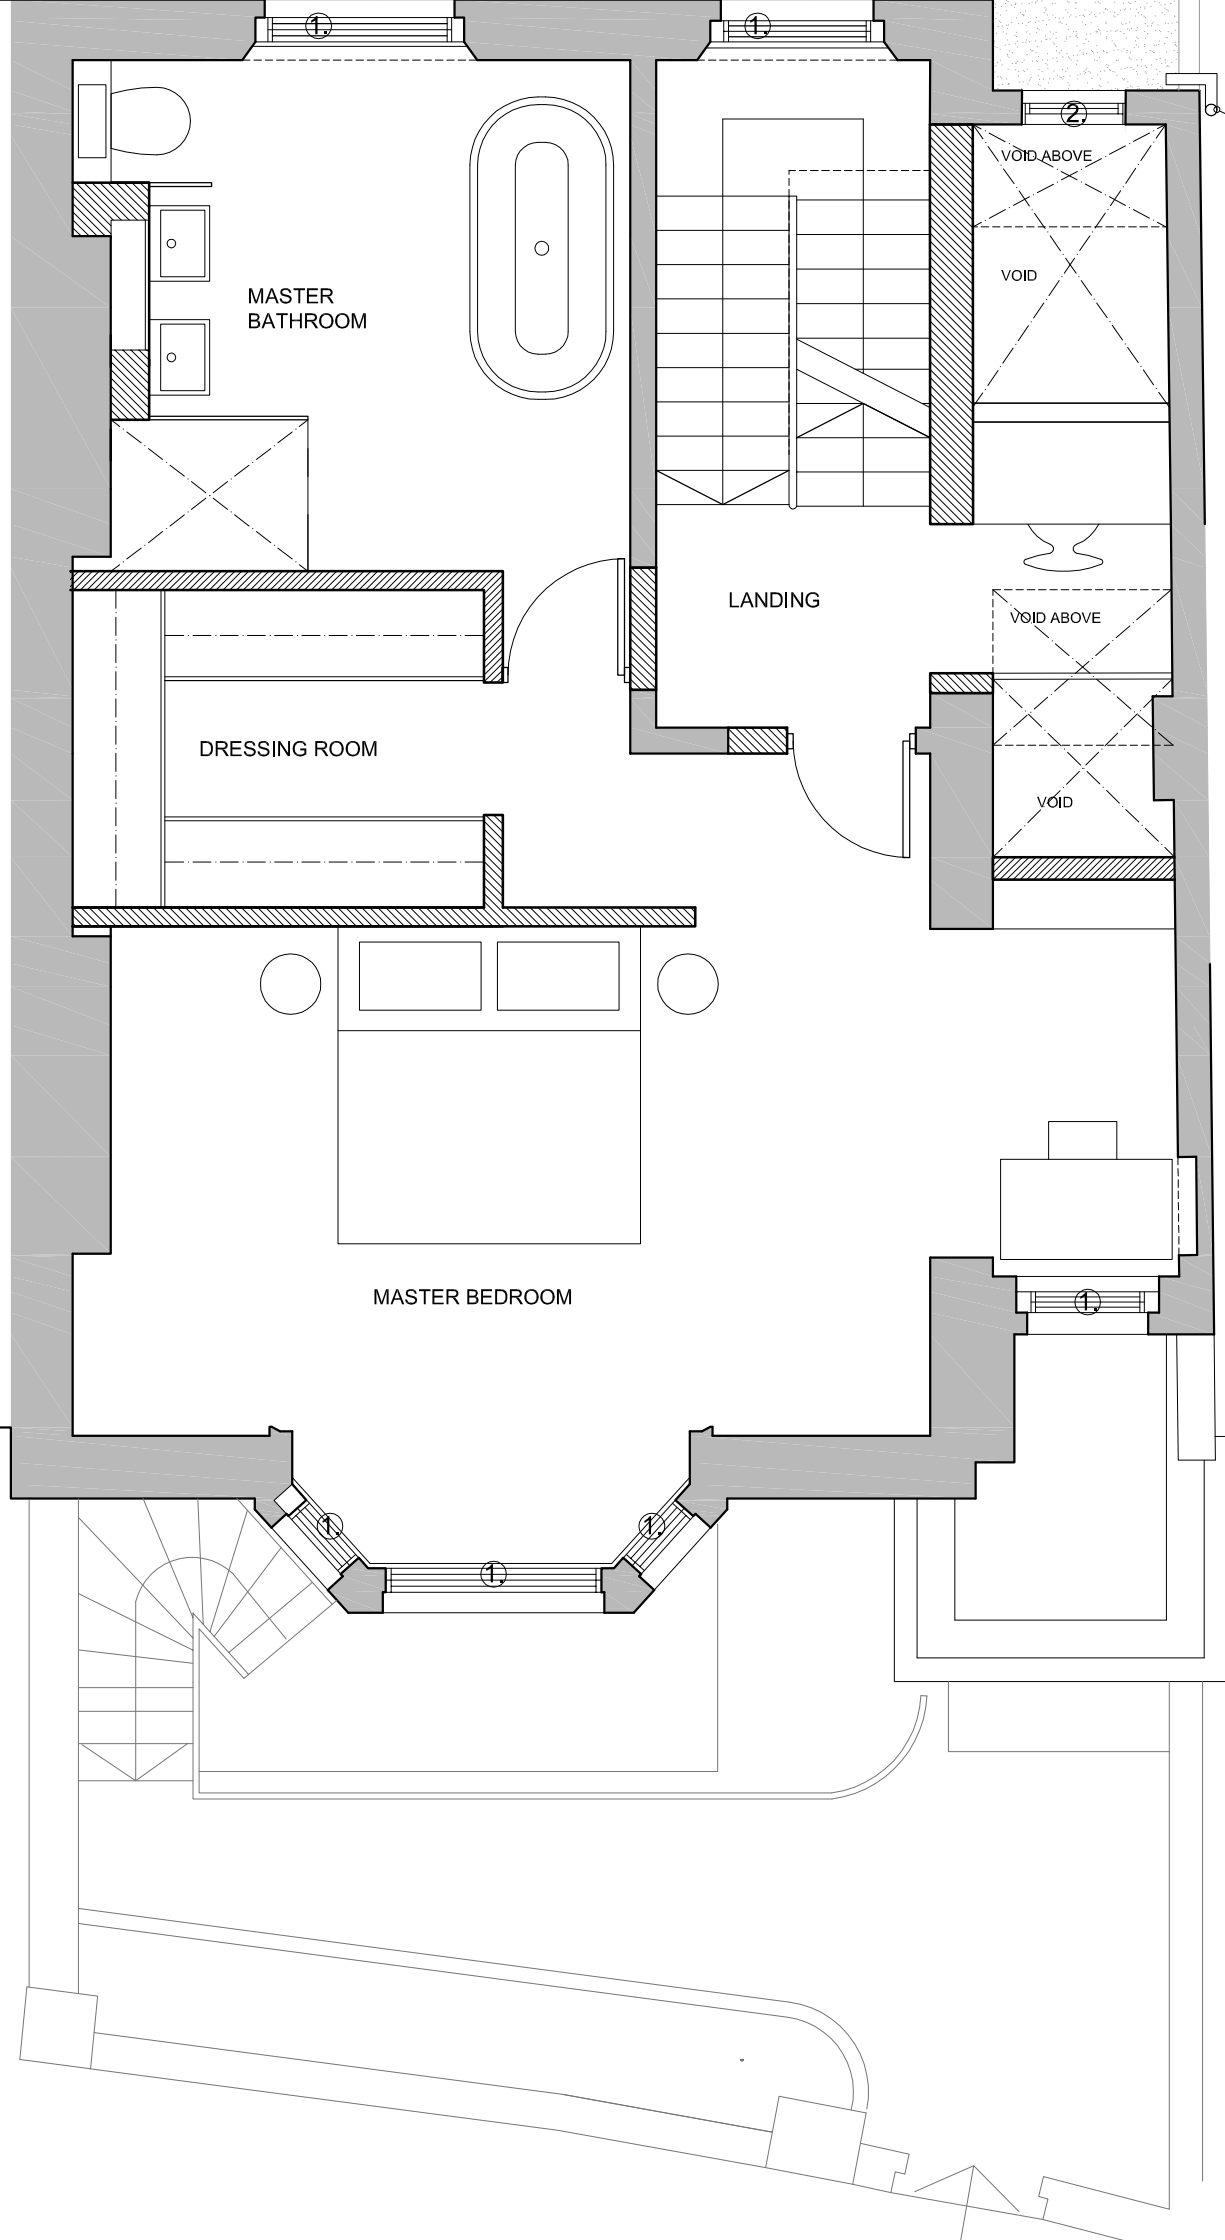 1.
1.
2.
VOID ABOVE
VOID
MASTER
BATHROOM
LANDING
VOID ABOVE
DRESSING ROOM
VOID
MASTER BEDROOM
1.
1.
1.
1.